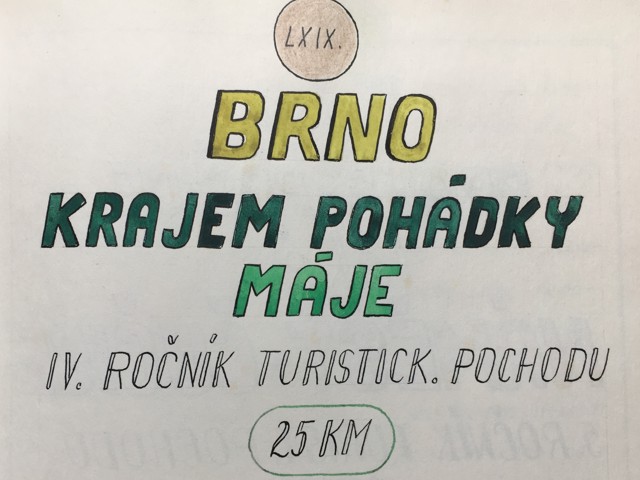 LXIX.
BRNO
KRAJEM POHÁDKY
MÁJE
IV. ROČNÍK TURISTICK. POCHODU
25 KM